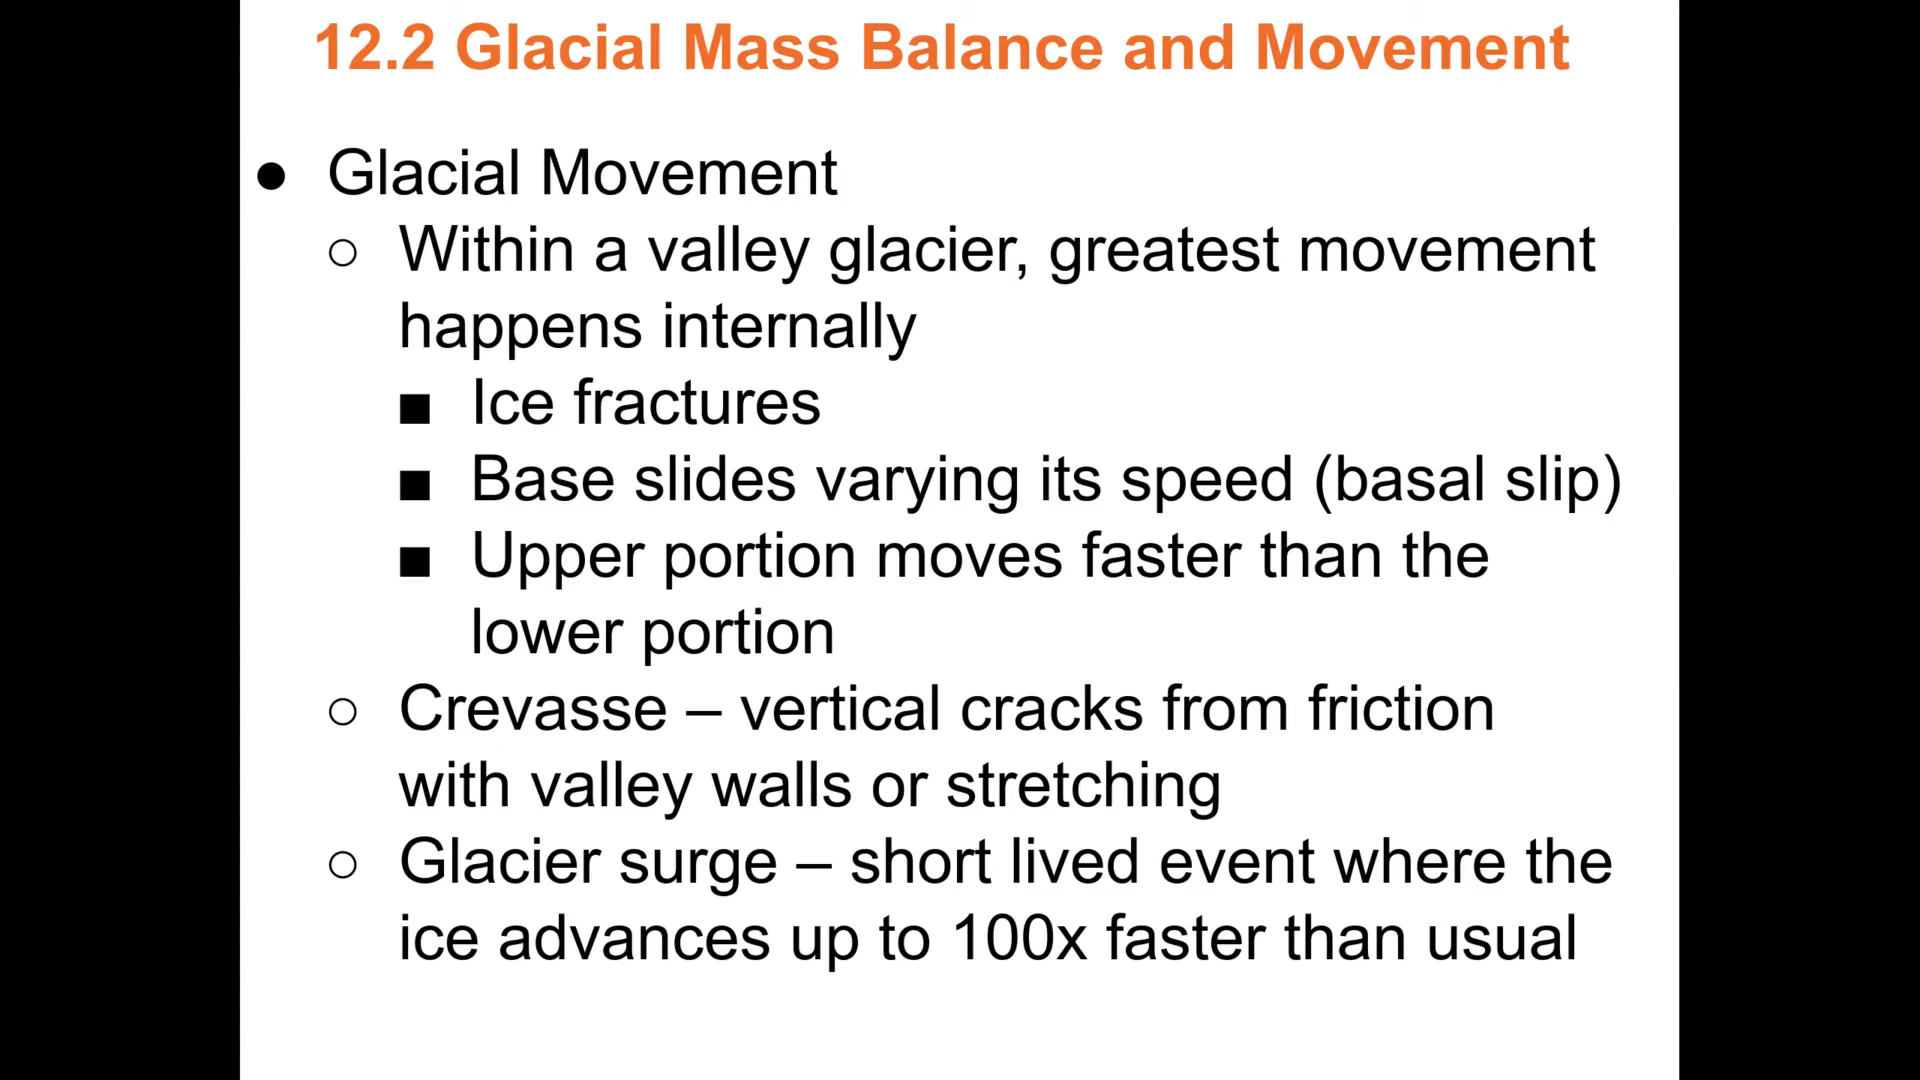 12.2 Glacial Mass Balance and Movement
● Glacial Movement
○ Within a valley glacier, greatest movement
happens internally
■ Ice fractures
■ Base slides varying its speed (basal slip)
■ Upper portion moves faster than the
lower portion
○ Crevasse – vertical cracks from friction
with valley walls or stretching
○ Glacier surge – short lived event where the
ice advances up to 100x faster than usual